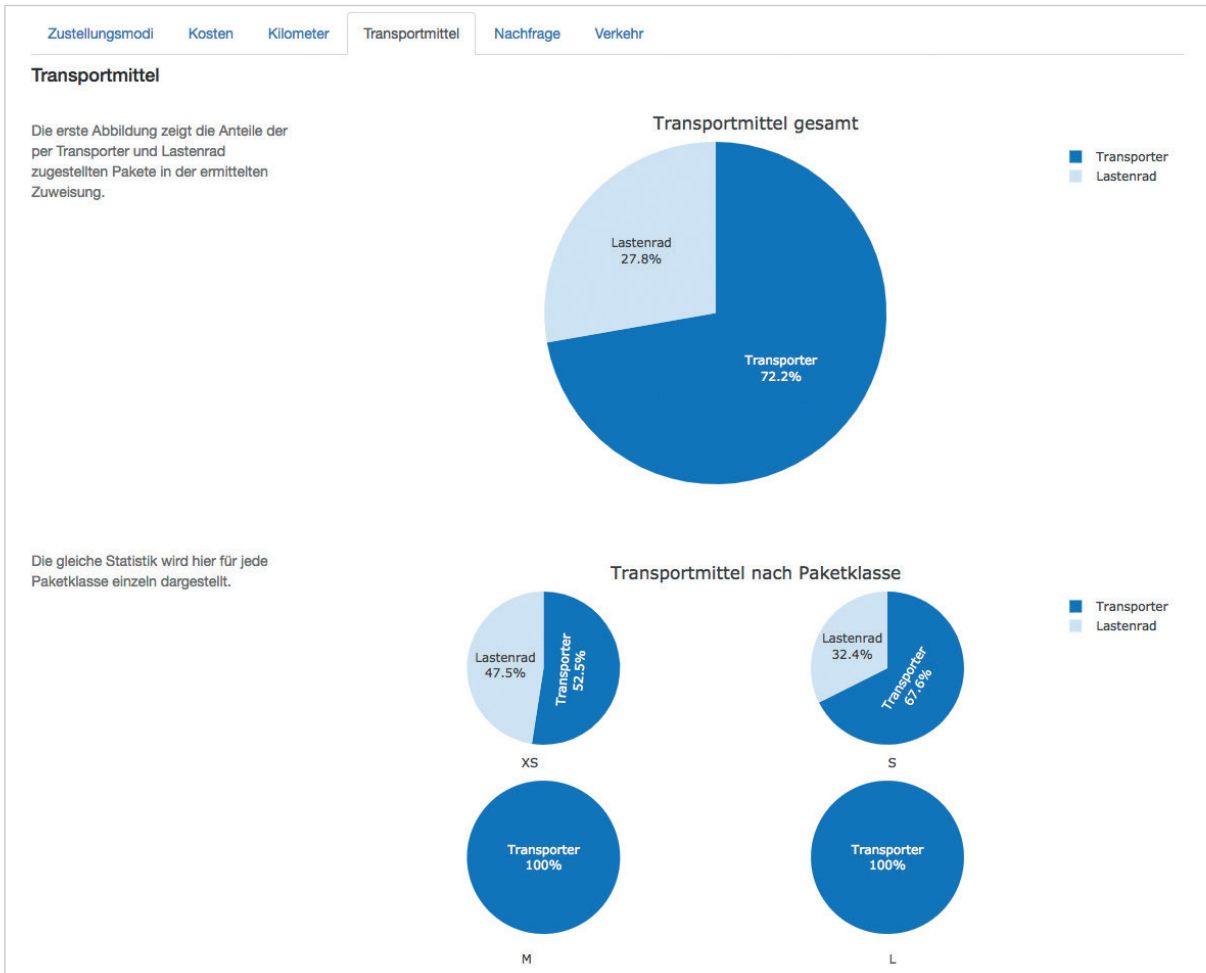 Zustellungsmodi Kosten Kilometer Transportmittel Nachfrage Verkehr
Transportmittel
Die erste Abbildung zeigt die Anteile der
per Transporter und Lastenrad
zugestellten Pakete in der ermittelten
Zuweisung.
Transportmittel gesamt
Transporter
Lastenrad
Lastenrad
27.8%
Transporter
72.2%
Die gleiche Statistik wird hier für jede
Paketklasse einzeln dargestellt.
Transportmittel nach Paketklasse
Transporter
Lastenrad
Lastenrad
47.5%
Transporter
52.5%
XS
Lastenrad
32.4%
Transporter
67.6%
S
Transporter
100%
M
Transporter
100%
L